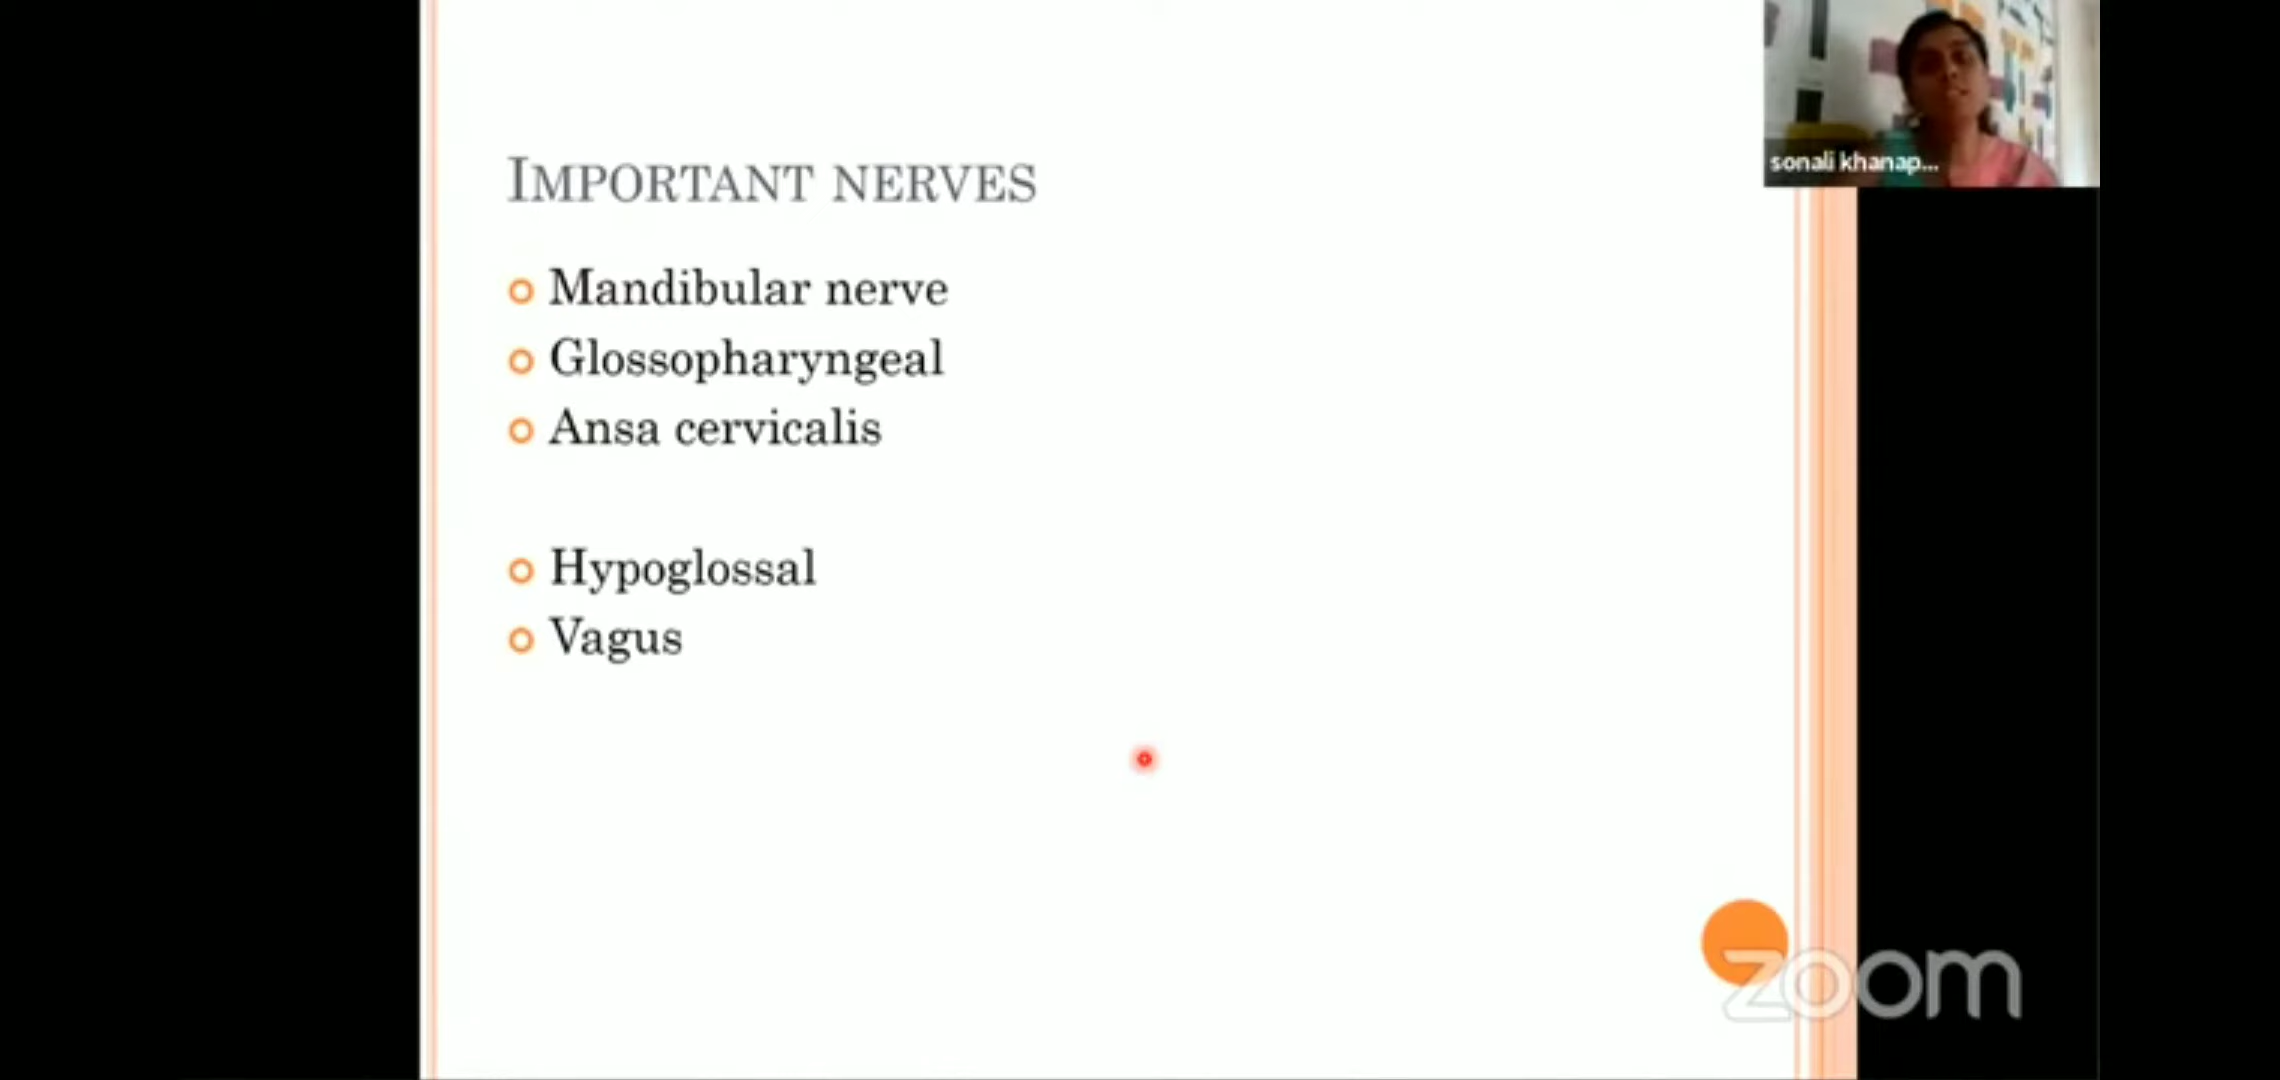 sonali khanap...
IMPORTANT NERVES
Mandibular nerve
Glossopharyngeal
Ansa cervicalis
Hypoglossal
Vagus
zoom